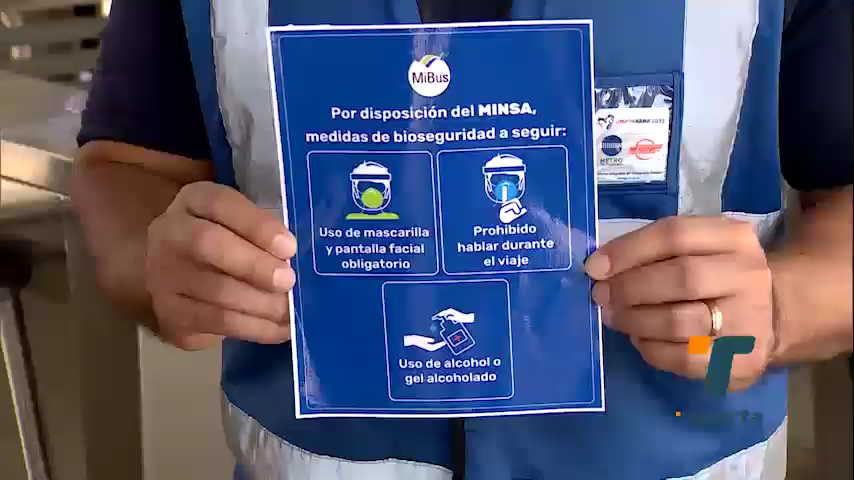 MiBus
Por disposición del MINSA,
medidas de bioseguridad a seguir:
Uso de mascarilla
y pantalla facial
obligatorio
Prohibido
hablar durante
el viaje
Uso de alcohol o
gel alcoholado
METRO